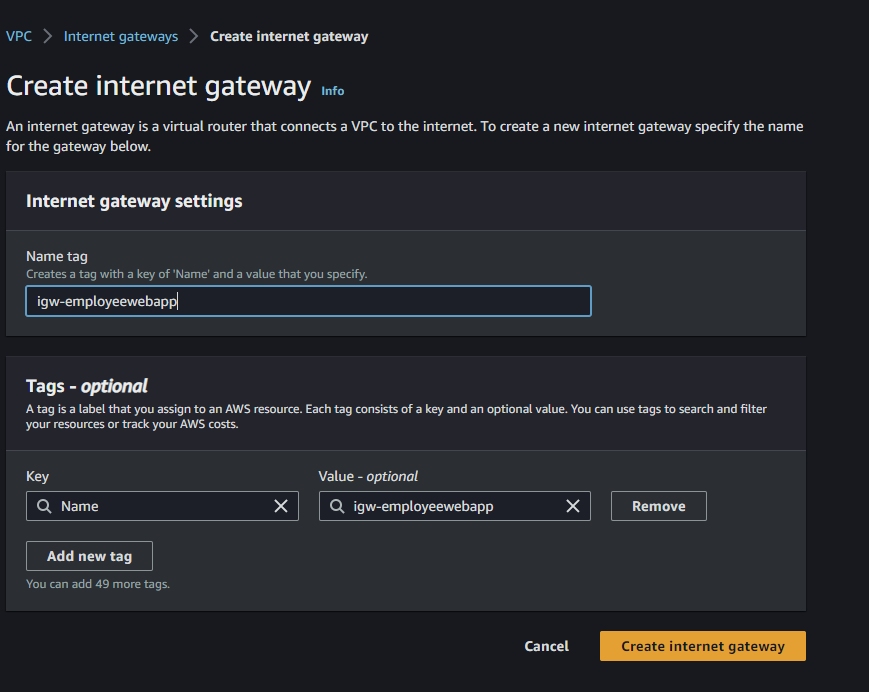 VPC > Internet gateways > Create internet gateway
Create internet gateway Info
An internet gateway is a virtual router that connects a VPC to the internet. To create a new internet gateway specify the name
for the gateway below.
Internet gateway settings
Name tag
Creates a tag with a key of 'Name' and a value that you specify.
igw-employeewebapp
Tags - optional
A tag is a label that you assign to an AWS resource. Each tag consists of a key and an optional value. You can use tags to search and filter
your resources or track your AWS costs.
Key Value - optional
Name igw-employeewebapp Remove
Add new tag
You can add 49 more tags.
Cancel Create internet gateway